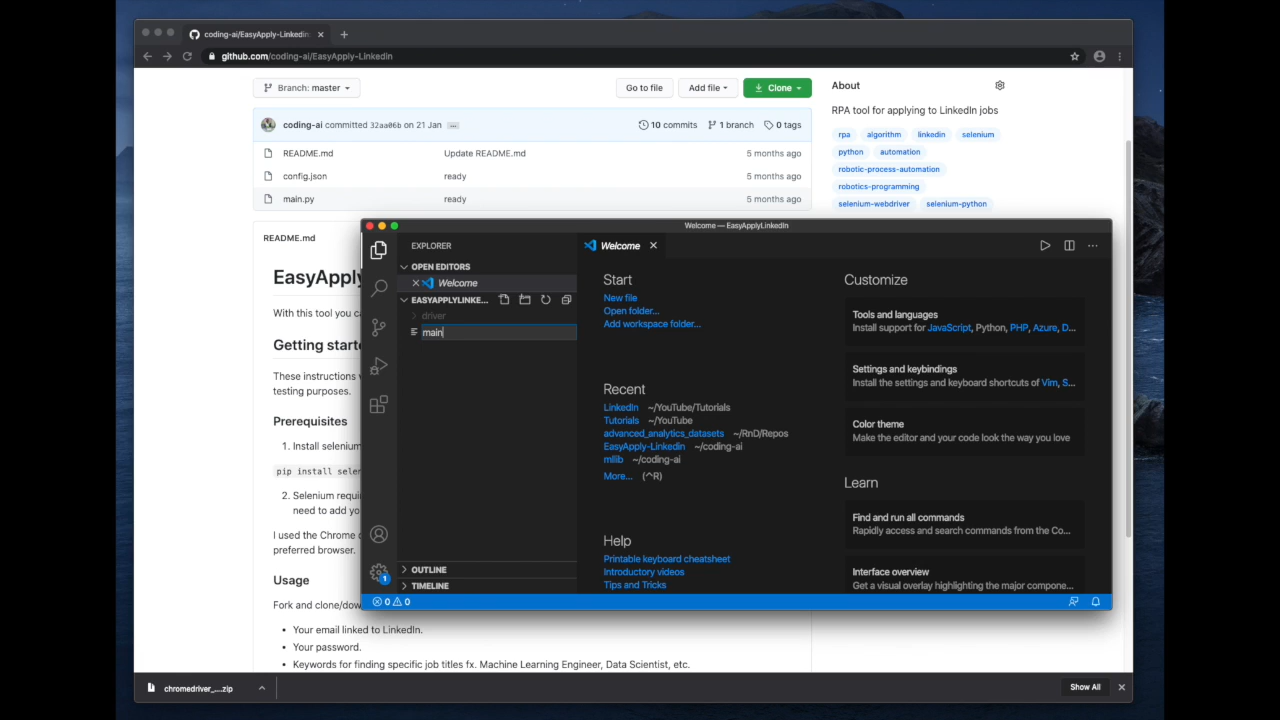 coding-ai/EasyApply-Linkedin
github.com/coding-ai/EasyApply-Linkedin
Branch: master
Go to file
Add file
Clone
About
RPA tool for applying to LinkedIn jobs
coding-ai committed 32aa06b on 21 Jan
10 commits
1 branch
0 tags
rpa algorithm linkedin selenium
python automation
robotic-process-automation
robotics-programming
selenium-webdriver selenium-python
README.md Update README.md 5 months ago
config.json ready 5 months ago
main.py ready 5 months ago
README.md
EasyApply
With this tool you ca
Getting starte
These instructions
testing purposes.
Prerequisites
1. Install selenium
pip install sele
2. Selenium requi
need to add yo
I used the Chrome
preferred browser.
Usage
Fork and clone/dow
Your email linked to LinkedIn.
Your password.
Keywords for finding specific job titles fx. Machine Learning Engineer, Data Scientist, etc.
Welcome — EasyApplyLinkedIn
EXPLORER
OPEN EDITORS
Welcome
EASYAPPLYLINKE...
driver
main
OUTLINE
TIMELINE
1
0 0
Welcome
Start
New file
Open folder...
Add workspace folder...
Recent
LinkedIn ~/YouTube/Tutorials
Tutorials ~/YouTube
advanced_analytics_datasets ~/RnD/Repos
EasyApply-Linkedin ~/coding-ai
mllib ~/coding-ai
More... (^R)
Help
Printable keyboard cheatsheet
Introductory videos
Tips and Tricks
Customize
Tools and languages
Install support for JavaScript, Python, PHP, Azure, D...
Settings and keybindings
Install the settings and keyboard shortcuts of Vim, S...
Color theme
Make the editor and your code look the way you love
Learn
Find and run all commands
Rapidly access and search commands from the Co...
Interface overview
Get a visual overlay highlighting the major compone...
chromedriver_....zip
Show All